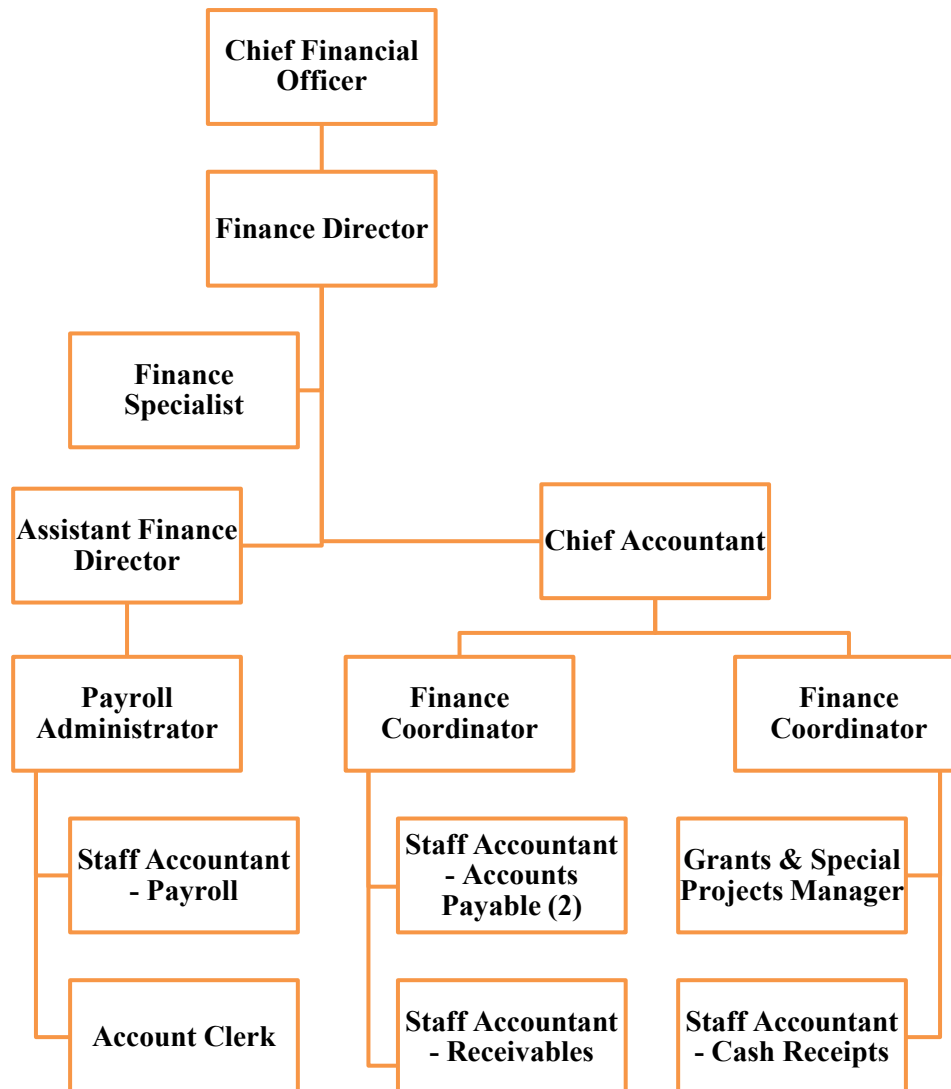 Chief Financial
Officer
Finance Director
Finance
Specialist
Assistant Finance
Director
Chief Accountant
Payroll
Administrator
Finance
Coordinator
Finance
Coordinator
Staff Accountant
- Payroll
Staff Accountant
- Accounts
Payable (2)
Grants & Special
Projects Manager
Account Clerk
Staff Accountant
- Receivables
Staff Accountant
- Cash Receipts